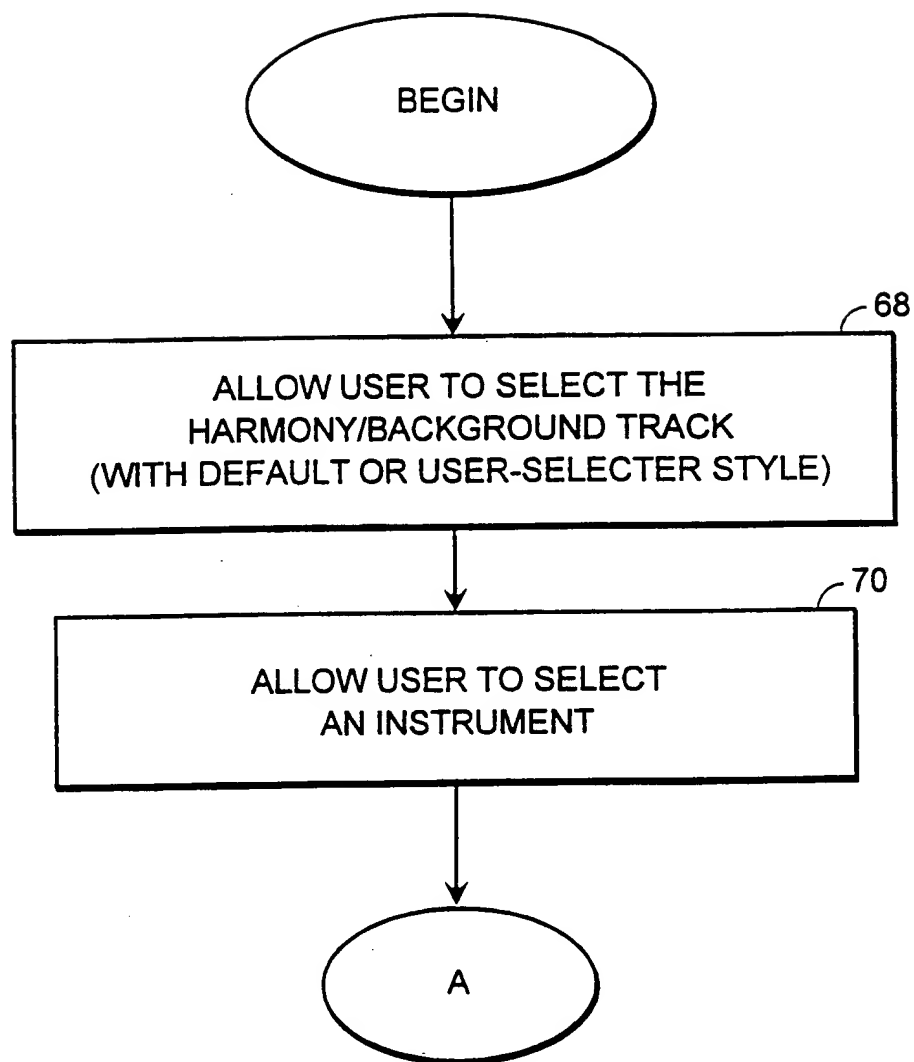 BEGIN
68
ALLOW USER TO SELECT THE
HARMONY/BACKGROUND TRACK
(WITH DEFAULT OR USER-SELECTER STYLE)
70
ALLOW USER TO SELECT
AN INSTRUMENT
A